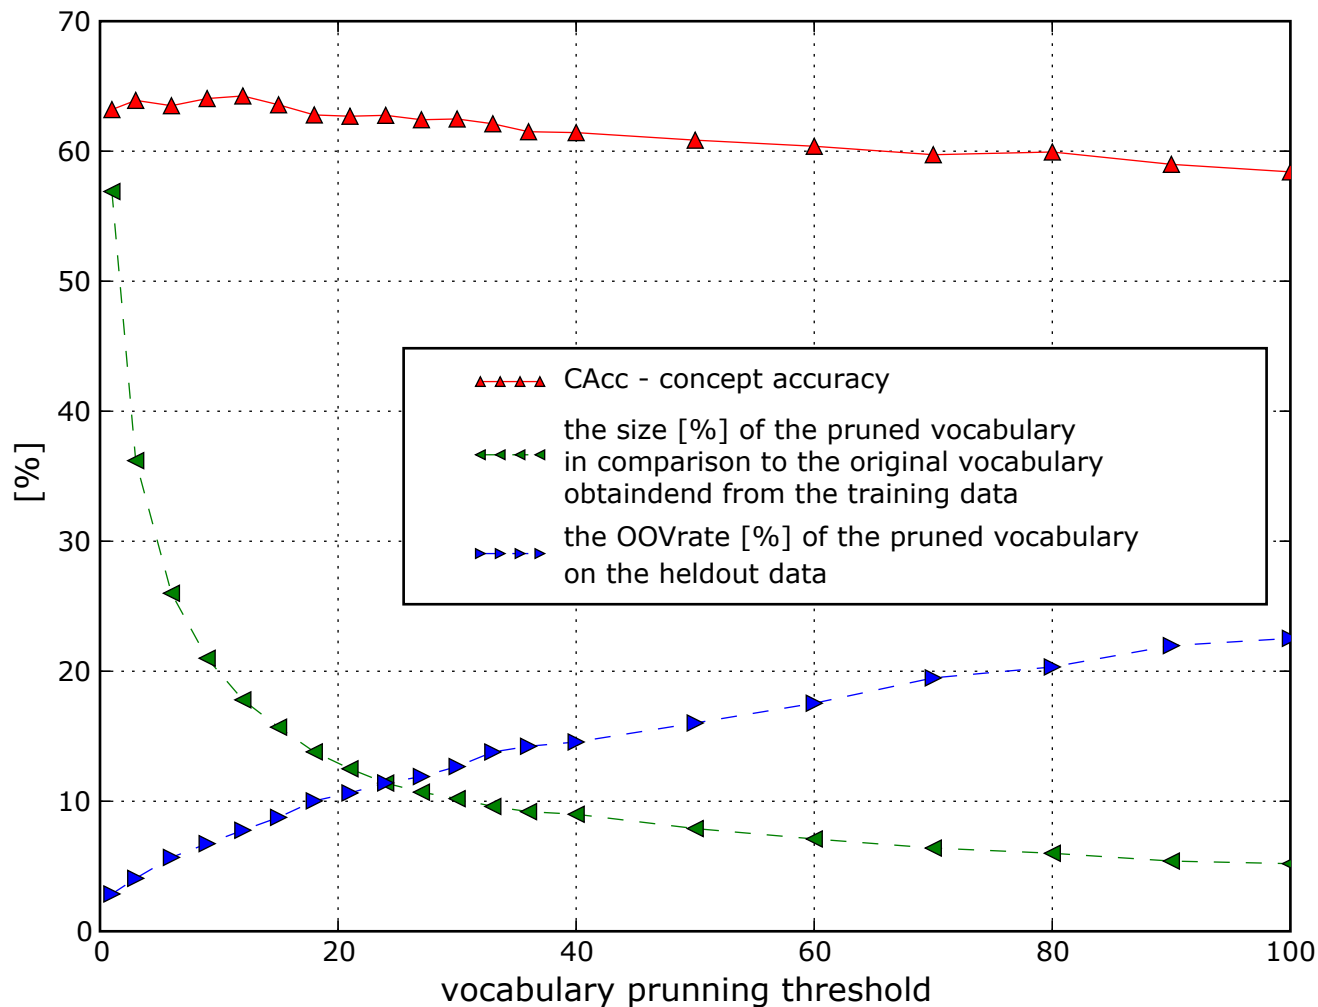 70
60
50
40
30
20
10
0
[%]
CAcc - concept accuracy
the size [%] of the pruned vocabulary
in comparison to the original vocabulary
obtaindend from the training data
the OOVrate [%] of the pruned vocabulary
on the heldout data
0 20 40 60 80 100
vocabulary prunning threshold